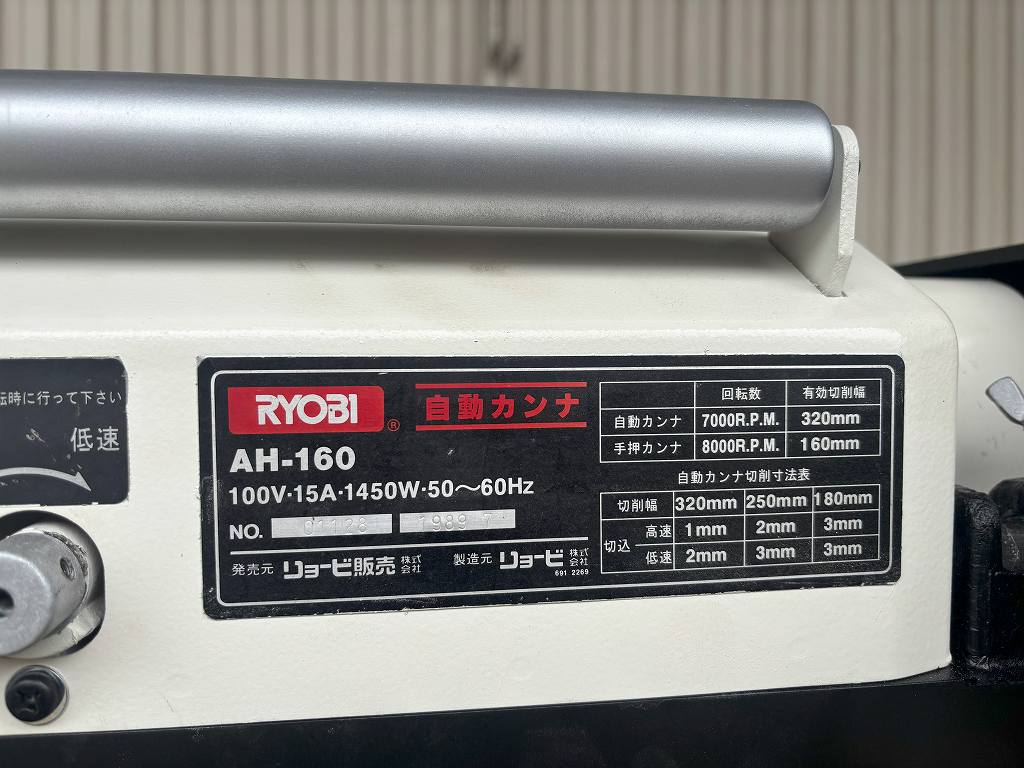 転時に行って下さい
低速
RYOBI® 自動カンナ
AH-160
100V・15A・1450W・50〜60Hz
NO. 01128 1989 7
発売元 リョービ販売株式会社 製造元 リョービ株式会社
691 2269
回転数 有効切削幅
自動カンナ 7000R.P.M. 320mm
手押カンナ 8000R.P.M. 160mm
自動カンナ切削寸法表
切削幅 320mm 250mm 180mm
切込 高速 1mm 2mm 3mm
低速 2mm 3mm 3mm